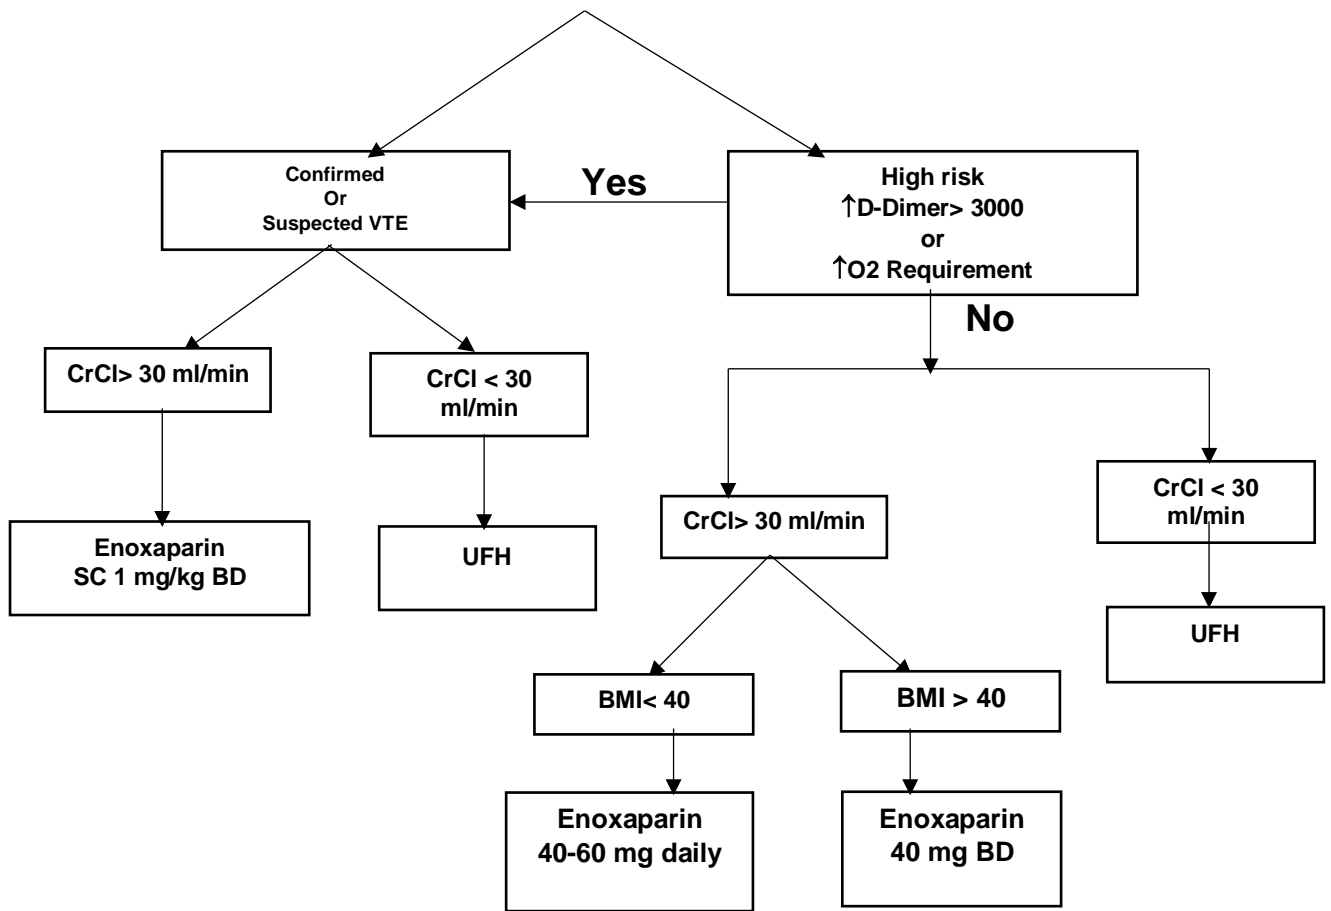 Confirmed
Or
Suspected VTE
Yes
High risk
↑D-Dimer> 3000
or
↑O2 Requirement
No
CrCl> 30 ml/min
CrCl < 30
ml/min
Enoxaparin
SC 1 mg/kg BD
UFH
CrCl> 30 ml/min
CrCl < 30
ml/min
UFH
BMI< 40
BMI > 40
Enoxaparin
40-60 mg daily
Enoxaparin
40 mg BD